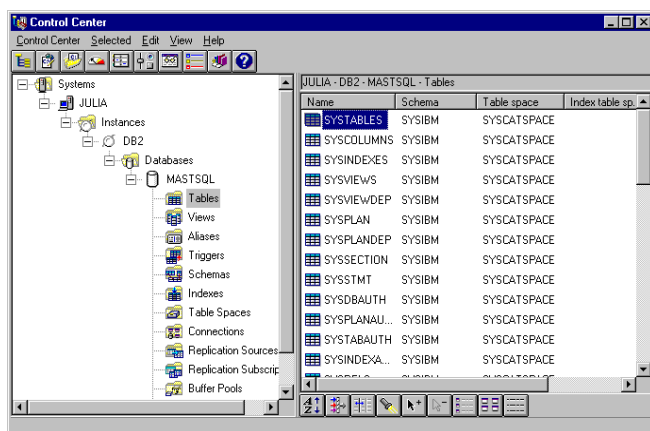 Control Center
Control Center Selected Edit View Help
Systems
JULIA
Instances
DB2
Databases
MASTSQL
Tables
Views
Aliases
Triggers
Schemas
Indexes
Table Spaces
Connections
Replication Sources
Replication Subscrip
Buffer Pools
JULIA - DB2 - MASTSQL - Tables
Name Schema Table space Index table sp.
SYSTABLES SYSIBM SYSCATSPACE
SYSCOLUMNS SYSIBM SYSCATSPACE
SYSINDEXES SYSIBM SYSCATSPACE
SYSVIEWS SYSIBM SYSCATSPACE
SYSVIEWDEP SYSIBM SYSCATSPACE
SYSPLAN SYSIBM SYSCATSPACE
SYSPLANDEP SYSIBM SYSCATSPACE
SYSSECTION SYSIBM SYSCATSPACE
SYSSTMT SYSIBM SYSCATSPACE
SYSDBAUTH SYSIBM SYSCATSPACE
SYSPLANAU... SYSIBM SYSCATSPACE
SYSTABAUTH SYSIBM SYSCATSPACE
SYSINDEXA... SYSIBM SYSCATSPACE